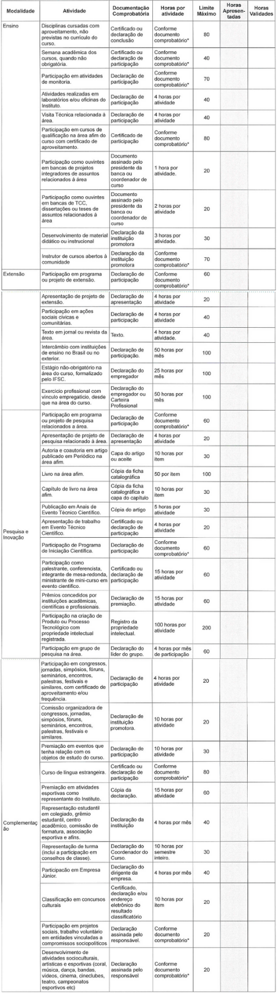 Modalidade
Atividade
Documentação
Comprobatória
Horas por
atividade
Limite
Máximo
Horas
Apresen-
tadas
Horas
Validades
Ensino
Disciplinas cursadas com
aproveitamento, não
previstas no currículo do
curso.
Certificado ou
declaração de
conclusão
Conforme
documento
comprobatório*
80
Semana acadêmica dos
cursos, quando não
obrigatória.
Certificado ou
declaração de
participação
Conforme
documento
comprobatório*
40
Participação em atividades
de monitoria.
Declaração de
participação
Conforme
documento
comprobatório*
70
Atividades realizadas em
laboratórios e/ou oficinas do
Instituto.
Declaração de
participação
4 horas por
atividade
40
Visita Técnica relacionada à
área.
Declaração de
participação
4 horas por
atividade
40
Participação em cursos de
qualificação na área afim do
curso com certificado de
aproveitamento.
Certificado de
participação
Conforme
documento
comprobatório*
80
Participação como ouvintes
em bancas de projetos
integradores de assuntos
relacionados à área
Documento
assinado pelo
presidente da
banca ou
coordenador de
curso
1 hora por
atividade.
20
Participação como ouvintes
em bancas de TCC,
dissertações ou teses de
assuntos relacionados à
área
Documento
assinado pelo
presidente da
banca ou
coordenador de
curso
2 horas por
atividade
20
Desenvolvimento de material
didático ou instrucional
Declaração da
instituição
promotora
3 horas por
atividade.
30
Instrutor de cursos abertos à
comunidade
Declaração da
instituição
promotora
Conforme
documento
comprobatório*
70
Extensão
Participação em programa
ou projeto de extensão.
Declaração de
participação
Conforme
documento
comprobatório*
60
Apresentação de projeto de
extensão.
Declaração de
apresentação
4 horas por
atividade
20
Participação em ações
sociais cívicas e
comunitárias.
Declaração de
participação
4 horas por
atividade
40
Texto em jornal ou revista da
área.
Texto.
4 horas por
atividade.
40
Intercâmbio com instituições
de ensino no Brasil ou no
exterior.
Declaração de
participação.
50 horas por
mês
100
Estágio não-obrigatório na
área do curso, formalizado
pelo IFSC.
Declaração do
empregador
25 horas por
mês
100
Exercício profissional com
vínculo empregatício, desde
que na área do curso.
Declaração do
empregador ou
Carteira
Profissional
50 horas por
mês
100
Pesquisa e
Inovação
Participação em programa
ou projeto de pesquisa
relacionados a área.
Declaração de
participação
Conforme
documento
comprobatório*
60
Apresentação de projeto de
pesquisa relacionado à área.
Declaração de
apresentação
4 horas por
atividade
20
Autoria e coautoria em artigo
publicado em Periódico na
área afim.
Capa do artigo
ou aceite
10 horas por
item
30
Livro na área afim.
Cópia da ficha
catalográfica
50 por item
100
Capítulo de livro na área
afim.
Cópia da ficha
catalográfica e
capa do capítulo
10 horas por
item
30
Publicação em Anais de
Evento Técnico Científico.
Cópia do artigo
5 horas por
atividade
30
Apresentação de trabalho
em Evento Técnico
Científico.
Certificado ou
declaração de
participação
4 horas por
atividade
20
Participação de Programa
de Iniciação Científica.
Declaração de
participação
Conforme
documento
comprobatório*
60
Participação como
palestrante, conferencista,
integrante de mesa-redonda,
ministrante de mini-curso em
evento científico.
Certificado ou
declaração de
participação
15 horas por
atividade
60
Prêmios concedidos por
instituições acadêmicas,
científicas e profissionais.
Declaração de
premiação.
15 horas por
atividade
60
Participação na criação de
Produto ou Processo
Tecnológico com
propriedade intelectual
registrada.
Registro da
propriedade
intelectual.
100 horas por
atividade
200
Participação em grupo de
pesquisa na área.
Declaração do
líder do grupo.
4 horas por mês
de participação
60
Complementaç
ão
Participação em congressos,
jornadas, simpósios, fóruns,
seminários, encontros,
palestras, festivais e
similares, com certificado de
aproveitamento e/ou
frequência.
Declaração de
participação
4 horas por
atividade
20
Comissão organizadora de
congressos, jornadas,
simpósios, fóruns,
seminários, encontros,
palestras, festivais e
similares.
Declaração de
instituição
promotora.
10 horas por
atividade
20
Premiação em eventos que
tenha relação com os
objetos de estudo do curso.
Declaração de
participação
10 horas por
atividade
30
Curso de língua estrangeira.
Certificado ou
declaração de
participação
Conforme
documento
comprobatório*
80
Premiação em atividades
esportivas como
representante do Instituto.
Cópia da
declaração.
15 horas por
atividade
60
Representação estudantil
em colegiado, grêmio
estudantil, centro
acadêmico, comissão de
formatura, associação
esportiva e afins.
Declaração da
instituição
4 horas por mês
40
Representação de turma
(inclui a participação em
conselhos de classe).
Declaração do
Coordenador do
Curso.
10 horas por
semestre
inteiro.
30
Participacão em Empresa
Júnior.
Declaração do
dirigente da
empresa.
4 horas por mês
40
Classificação em concursos
culturais
Certificado,
declaração e/ou
endereço
eletrônico do
resultado
classificatório
10 horas por
item
20
Participação em projetos
sociais, trabalho voluntário
em entidades vinculadas a
compromissos sociopolíticos
Declaração
assinada pelo
responsável.
Conforme
documento
comprobatório*
20
Desenvolvimento de
atividades socioculturais,
artísticas e esportivas (coral,
música, dança, bandas,
vídeos, cinema, cineclubes,
teatro, campeonatos
esportivos etc)
Declaração
assinada pelo
responsável
Conforme
documento
comprobatório*
20